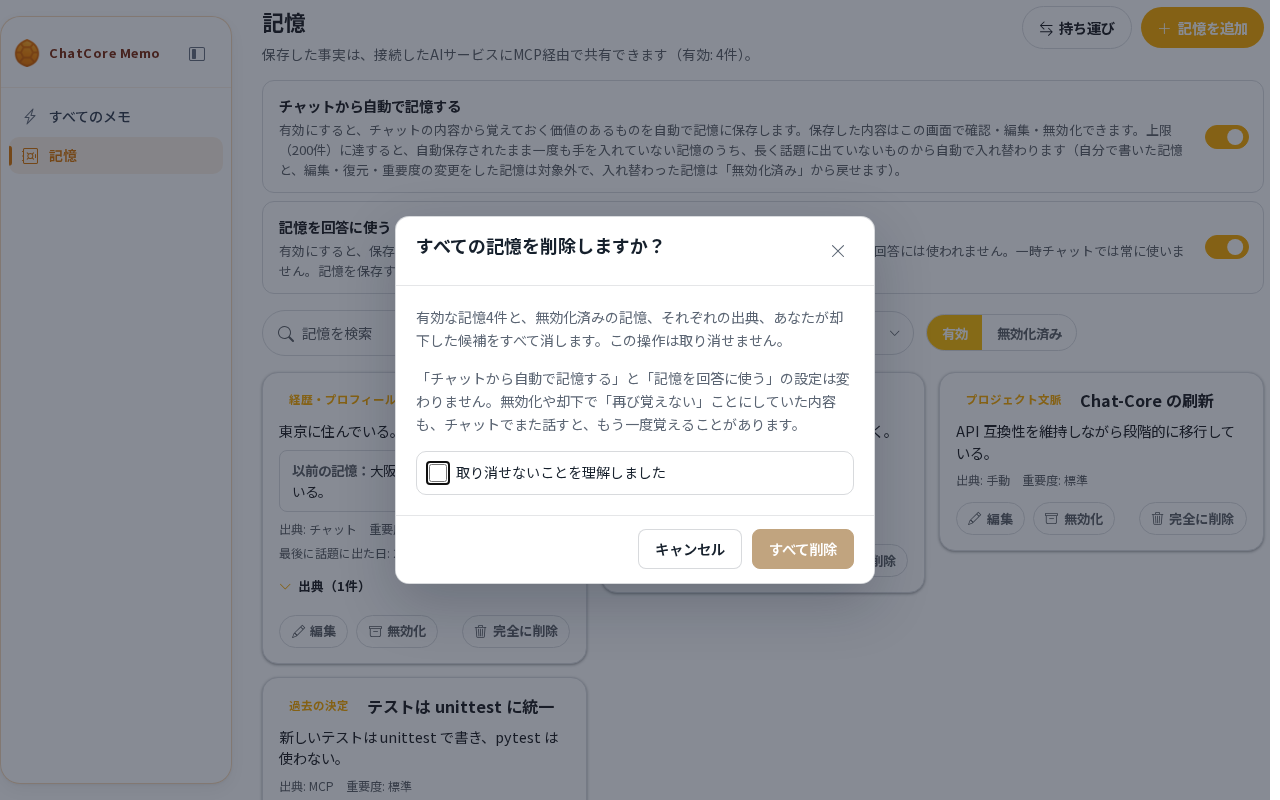 ChatCore Memo
すべてのメモ
記憶
記憶
保存した事実は、接続したAIサービスにMCP経由で共有できます（有効: 4件）。
持ち運び
記憶を追加
チャットから自動で記憶する
有効にすると、チャットの内容から覚えておく価値のあるものを自動で記憶に保存します。保存した内容はこの画面で確認・編集・無効化できます。上限
（200件）に達すると、自動保存されたまま一度も手を入れていない記憶のうち、長く話題に出ていないものから自動で入れ替わります（自分で書いた記憶
と、編集・復元・重要度の変更をした記憶は対象外で、入れ替わった記憶は「無効化済み」から戻せます）。
記憶を回答に使う
有効にすると、保存
回答には使われません。一時チャットでは常に使いま
せん。記憶を保存す
記憶を検索
有効
無効化済み
すべての記憶を削除しますか？
有効な記憶4件と、無効化済みの記憶、それぞれの出典、あなたが却
下した候補をすべて消します。この操作は取り消せません。
「チャットから自動で記憶する」と「記憶を回答に使う」の設定は変
わりません。無効化や却下で「再び覚えない」ことにしていた内容
も、チャットでまた話すと、もう一度覚えることがあります。
取り消せないことを理解しました
キャンセル
すべて削除
経歴・プロフィール
東京に住んでいる。
以前の記憶：大阪
いる。
出典: チャット 重要
最後に話題に出た日:
出典（1件）
編集
無効化
完全に削除
く。
削除
プロジェクト文脈
Chat-Core の刷新
API 互換性を維持しながら段階的に移行して
いる。
出典: 手動 重要度: 標準
編集
無効化
完全に削除
過去の決定
テストは unittest に統一
新しいテストは unittest で書き、pytest は
使わない。
出典: MCP 重要度: 標準